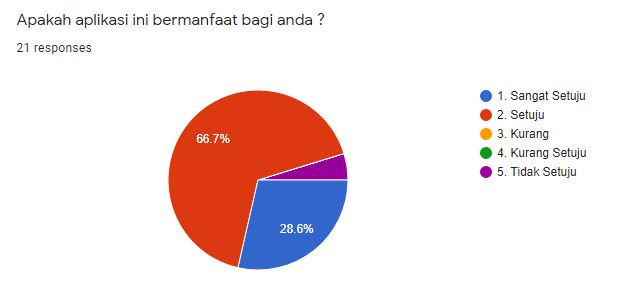 Apakah aplikasi ini bermanfaat bagi anda ?
21 responses
66.7%
28.6%
1. Sangat Setuju
2. Setuju
3. Kurang
4. Kurang Setuju
5. Tidak Setuju